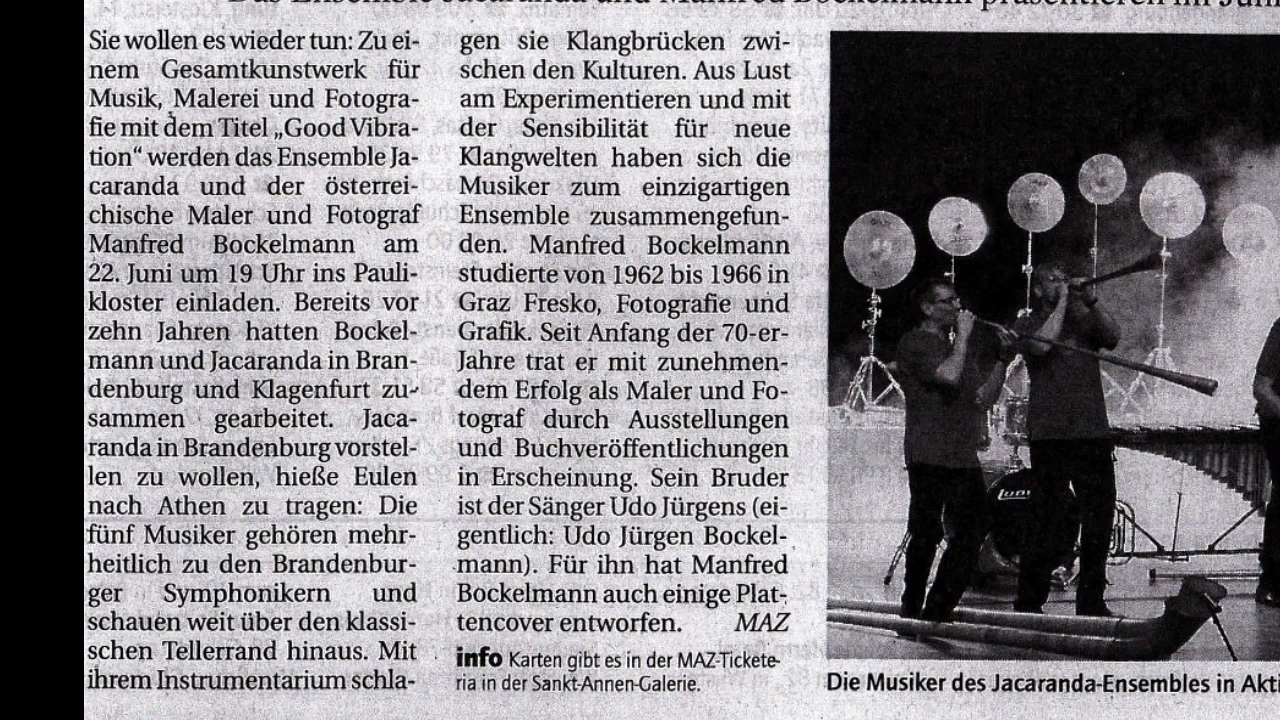 Das Ensemble Jacaranda und Manfred Bockelmann präsentieren im Juni
Sie wollen es wieder tun: Zu ei-
nem Gesamtkunstwerk für
Musik, Malerei und Fotogra-
fie mit dem Titel „Good Vibra-
tion“ werden das Ensemble Ja-
caranda und der österrei-
chische Maler und Fotograf
Manfred Bockelmann am
22. Juni um 19 Uhr ins Pauli-
kloster einladen. Bereits vor
zehn Jahren hatten Bockel-
mann und Jacaranda in Bran-
denburg und Klagenfurt zu-
sammen gearbeitet. Jaca-
randa in Brandenburg vorstel-
len zu wollen, hieße Eulen
nach Athen zu tragen: Die
fünf Musiker gehören mehr-
heitlich zu den Brandenbur-
ger Symphonikern und
schauen weit über den klassi-
schen Tellerrand hinaus. Mit
ihrem Instrumentarium schla-
gen sie Klangbrücken zwi-
schen den Kulturen. Aus Lust
am Experimentieren und mit
der Sensibilität für neue
Klangwelten haben sich die
Musiker zum einzigartigen
Ensemble zusammengefun-
den. Manfred Bockelmann
studierte von 1962 bis 1966 in
Graz Fresko, Fotografie und
Grafik. Seit Anfang der 70-er-
Jahre trat er mit zunehmen-
dem Erfolg als Maler und Fo-
tograf durch Ausstellungen
und Buchveröffentlichungen
in Erscheinung. Sein Bruder
ist der Sänger Udo Jürgens (ei-
gentlich: Udo Jürgen Bockel-
mann). Für ihn hat Manfred
Bockelmann auch einige Plat-
tencover entworfen. MAZ
info Karten gibt es in der MAZ-Tickete-
ria in der Sankt-Annen-Galerie.
Die Musiker des Jacaranda-Ensembles in Akti